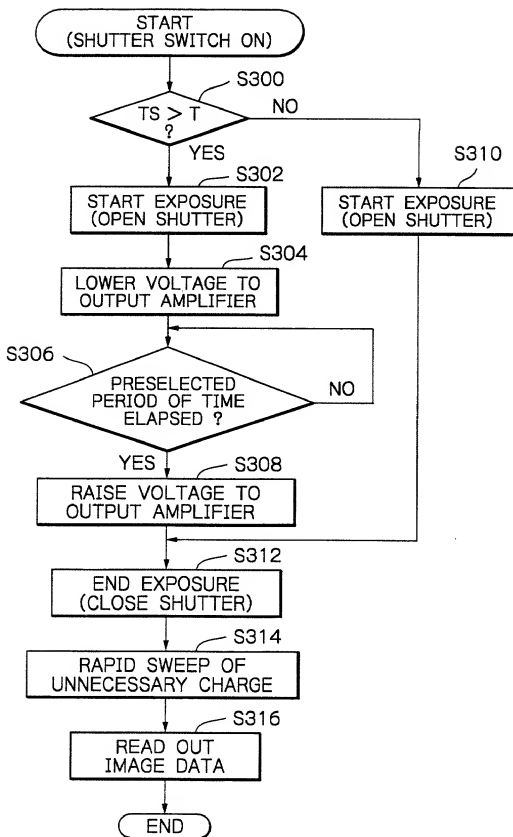 START
(SHUTTER SWITCH ON)
S300
TS > T
?
NO
YES
S302
S310
START EXPOSURE
(OPEN SHUTTER)
START EXPOSURE
(OPEN SHUTTER)
S304
LOWER VOLTAGE TO
OUTPUT AMPLIFIER
S306
PRESELECTED
PERIOD OF TIME
ELAPSED ?
NO
YES
S308
RAISE VOLTAGE TO
OUTPUT AMPLIFIER
S312
END EXPOSURE
(CLOSE SHUTTER)
S314
RAPID SWEEP OF
UNNECESSARY CHARGE
S316
READ OUT
IMAGE DATA
END